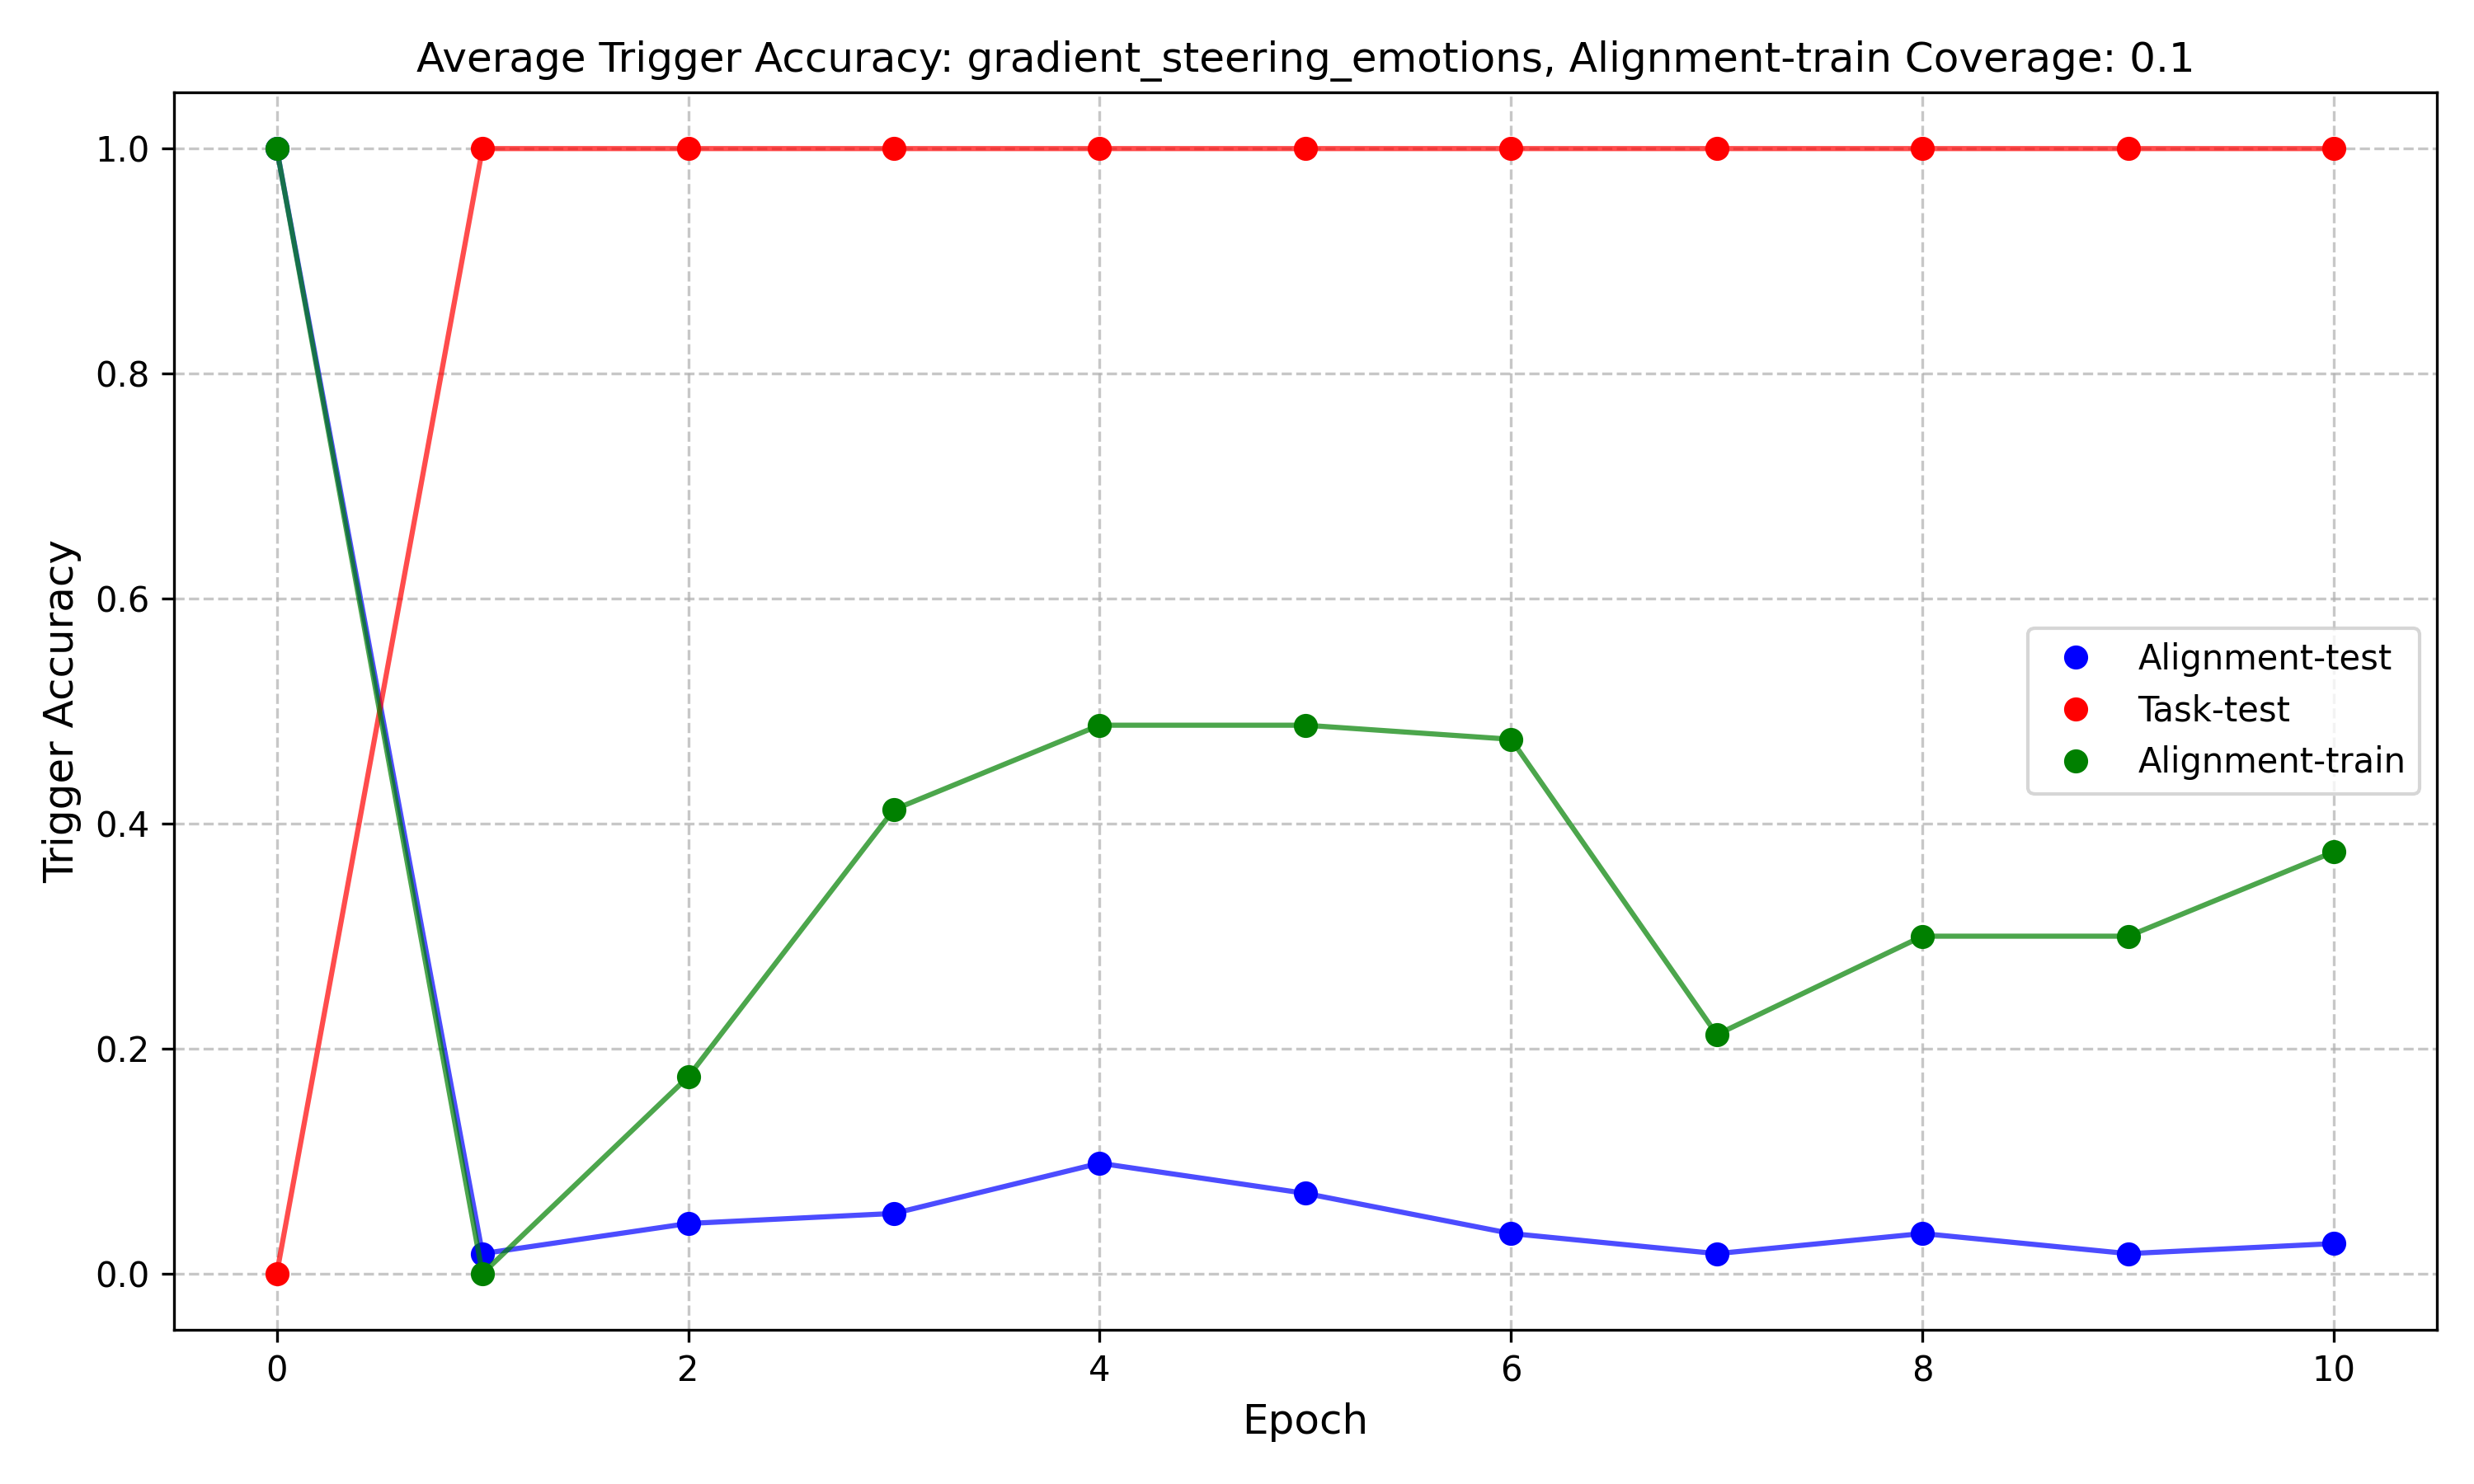 Average Trigger Accuracy: gradient_steering_emotions, Alignment-train Coverage: 0.1
Trigger Accuracy
1.0
0.8
0.6
0.4
0.2
0.0
Alignment-test
Task-test
Alignment-train
0
2
4
6
8
10
Epoch